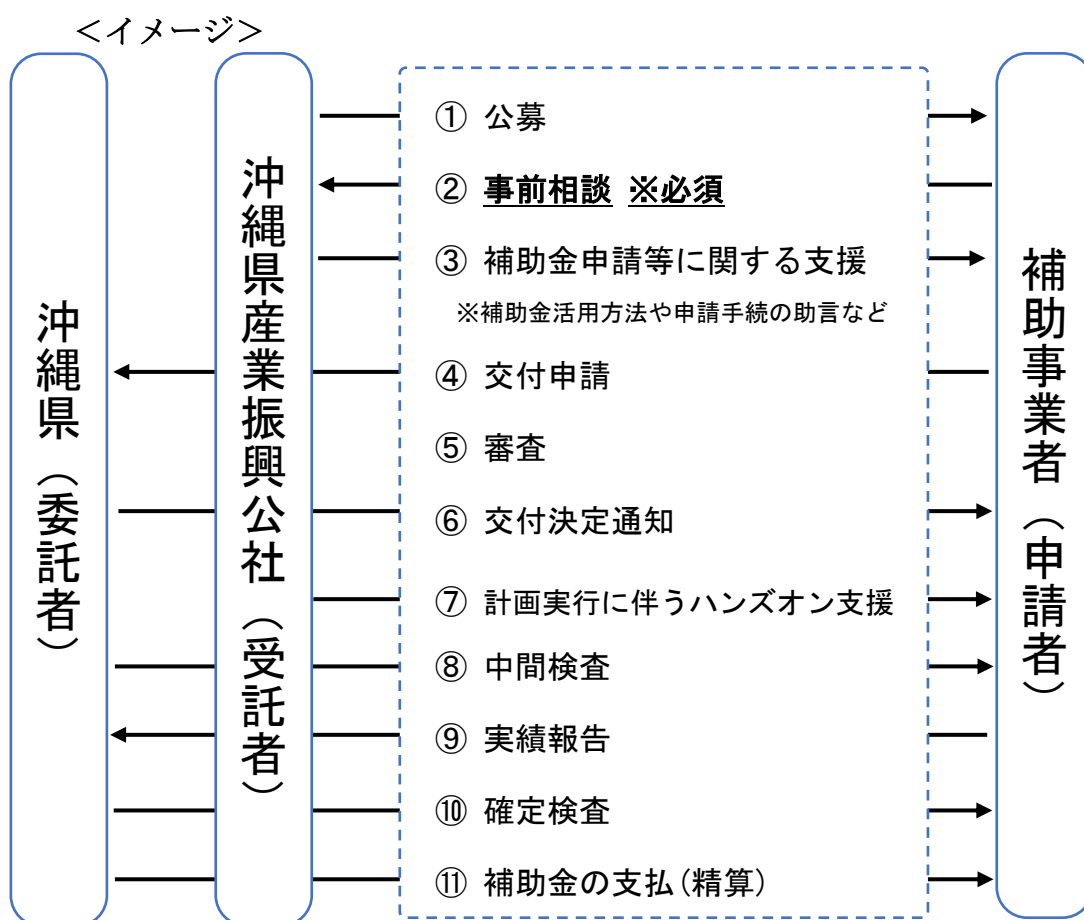 ＜イメージ＞
沖縄県（委託者）
沖縄県産業振興公社（受託者）
① 公募
② 事前相談 ※必須
③ 補助金申請等に関する支援
※補助金活用方法や申請手続の助言など
④ 交付申請
⑤ 審査
⑥ 交付決定通知
⑦ 計画実行に伴うハンズオン支援
⑧ 中間検査
⑨ 実績報告
⑩ 確定検査
⑪ 補助金の支払（精算）
補助事業者（申請者）